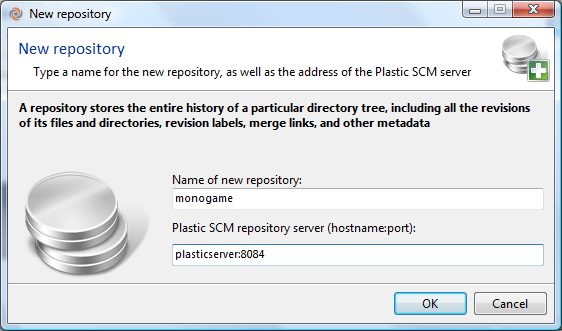 New repository
New repository
Type a name for the new repository, as well as the address of the Plastic SCM server
A repository stores the entire history of a particular directory tree, including all the revisions
of its files and directories, revision labels, merge links, and other metadata
Name of new repository:
monogame
Plastic SCM repository server (hostname:port):
plasticserver:8084
OK
Cancel